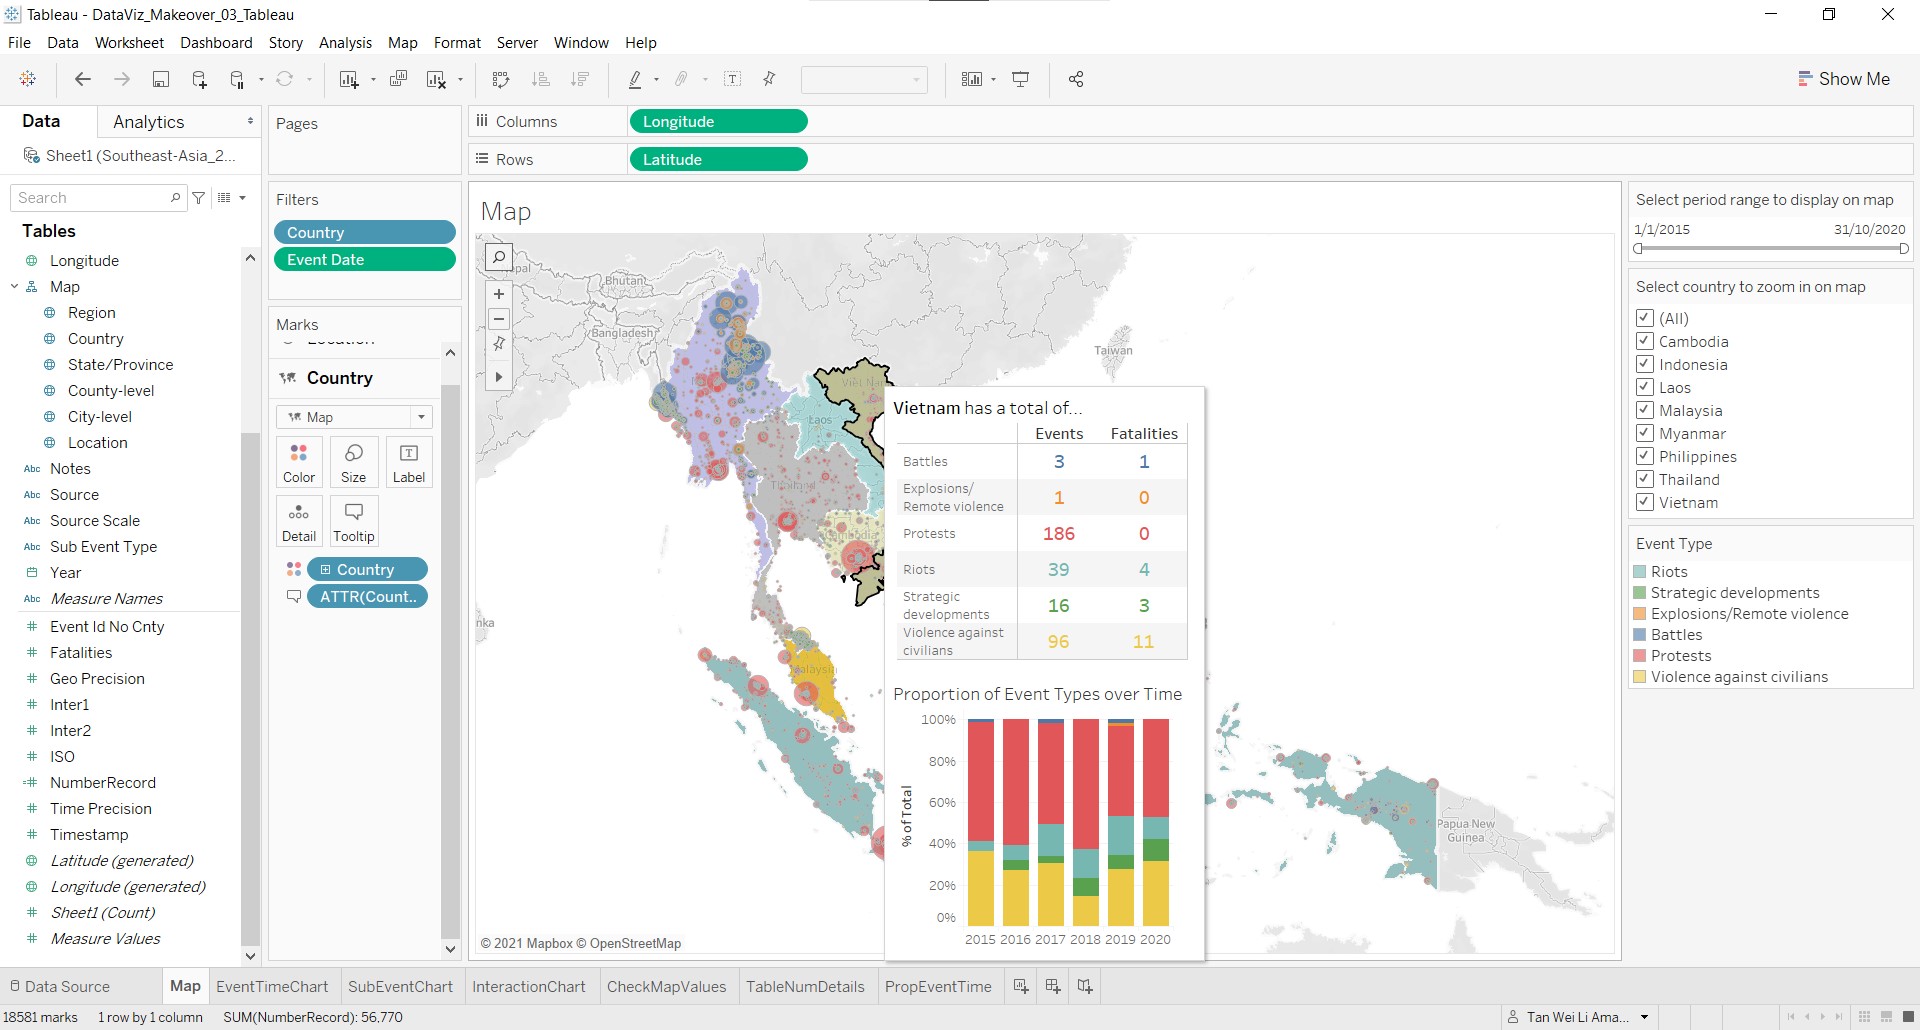 Tableau - DataViz_Makeover_03_Tableau
File Data Worksheet Dashboard Story Analysis Map Format Server Window Help
Show Me
Data Analytics
Sheet1 (Southeast-Asia_2...
Search
Tables
Longitude
Map
Region
Country
State/Province
County-level
City-level
Location
Abc Notes
Abc Source
Abc Source Scale
Abc Sub Event Type
Year
Abc Measure Names
Event Id No Cnty
Fatalities
Geo Precision
Inter1
Inter2
ISO
NumberRecord
Time Precision
Timestamp
Latitude (generated)
Longitude (generated)
Sheet1 (Count)
Measure Values
Pages
Filters
Country
Event Date
Marks
Country
Map
Color Size Label
Detail Tooltip
Country
ATTR(Count..
Columns Longitude
Rows Latitude
Map
Bhutan
Bangladesh
Taiwan
Laos
Thailand
Papua New
Guinea
© 2021 Mapbox © OpenStreetMap
Vietnam has a total of...
Events Fatalities
Battles 3 1
Explosions/
Remote violence 1 0
Protests 186 0
Riots 39 4
Strategic
developments 16 3
Violence against
civilians 96 11
Proportion of Event Types over Time
% of Total
100%
80%
60%
40%
20%
0%
2015 2016 2017 2018 2019 2020
Select period range to display on map
1/1/2015 31/10/2020
Select country to zoom in on map
(All)
Cambodia
Indonesia
Laos
Malaysia
Myanmar
Philippines
Thailand
Vietnam
Event Type
Riots
Strategic developments
Explosions/Remote violence
Battles
Protests
Violence against civilians
Data Source Map EventTimeChart SubEventChart InteractionChart CheckMapValues TableNumDetails PropEventTime
18581 marks 1 row by 1 column SUM(NumberRecord): 56,770
Tan Wei Li Ama...